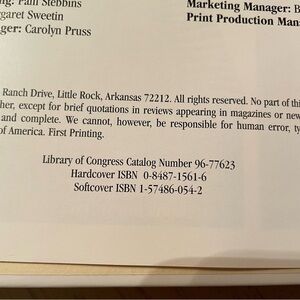 Pam Stebbins
garet Sweetin
ger: Carolyn Pruss
Marketing Manager: B
Print Production Man
Ranch Drive, Little Rock, Arkansas 72212. All rights reserved. No part of thi
her, except for brief quotations in reviews appearing in magazines or new
and complete. We cannot, however, be responsible for human error, ty
of America. First Printing.
Library of Congress Catalog Number 96-77623
Hardcover ISBN 0-8487-1561-6
Softcover ISBN 1-57486-054-2